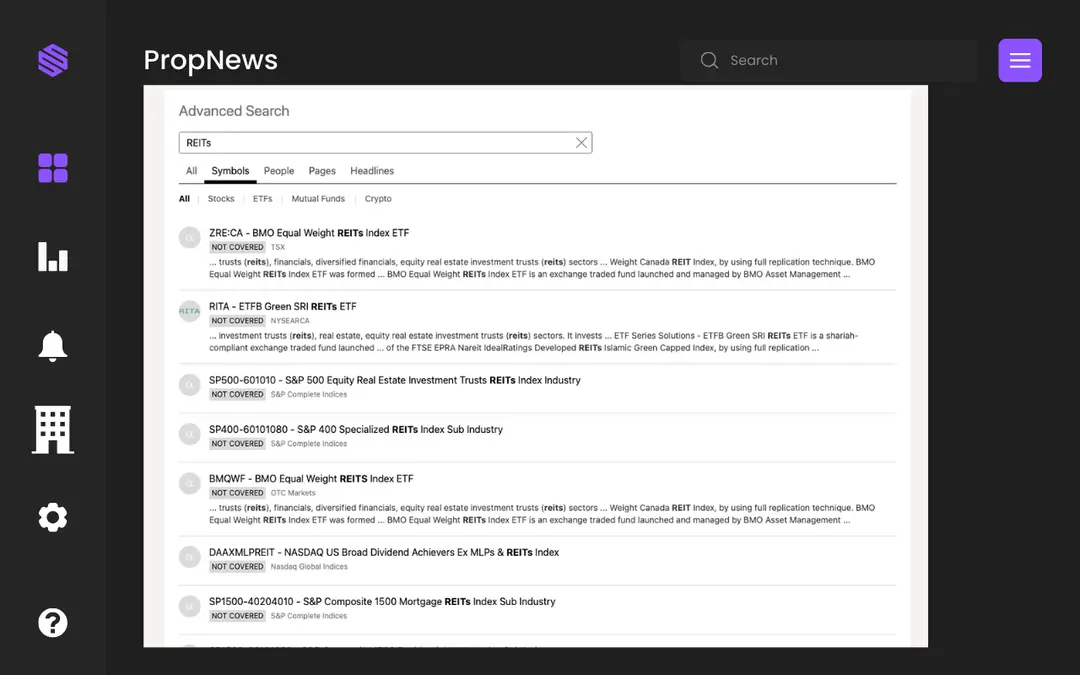 PropNews
Search
Advanced Search
REITs
All Symbols People Pages Headlines
All Stocks ETFs Mutual Funds Crypto
ZRE:CA - BMO Equal Weight REITs Index ETF
NOT COVERED TSX
... trusts (reits), financials, diversified financials, equity real estate investment trusts (reits) sectors ... Weight Canada REIT Index, by using full replication technique. BMO
Equal Weight REITs Index ETF was formed ... BMO Equal Weight REITs Index ETF is an exchange traded fund launched and managed by BMO Asset Management ...
RITA
RITA - ETFB Green SRI REITs ETF
NOT COVERED NYSEARCA
... investment trusts (reits), real estate, equity real estate investment trusts (reits) sectors. It invests ... ETF Series Solutions - ETFB Green SRI REITs ETF is a shariah-
compliant exchange traded fund launched ... of the FTSE EPRA Nareit IdealRatings Developed REITs Islamic Green Capped Index, by using full replication ...
SP500-601010 - S&P 500 Equity Real Estate Investment Trusts REITs Index Industry
NOT COVERED S&P Complete Indices
SP400-60101080 - S&P 400 Specialized REITs Index Sub Industry
NOT COVERED S&P Complete Indices
BMQWF - BMO Equal Weight REITS Index ETF
NOT COVERED OTC Markets
... trusts (reits), financials, diversified financials, equity real estate investment trusts (reits) sectors ... Weight Canada REIT Index, by using full replication technique. BMO
Equal Weight REITs Index ETF was formed ... BMO Equal Weight REITs Index ETF is an exchange traded fund launched and managed by BMO Asset Management ...
DAAXMLPREIT - NASDAQ US Broad Dividend Achievers Ex MLPs & REITs Index
NOT COVERED Nasdaq Global Indices
SP1500-40204010 - S&P Composite 1500 Mortgage REITs Index Sub Industry
NOT COVERED S&P Complete Indices